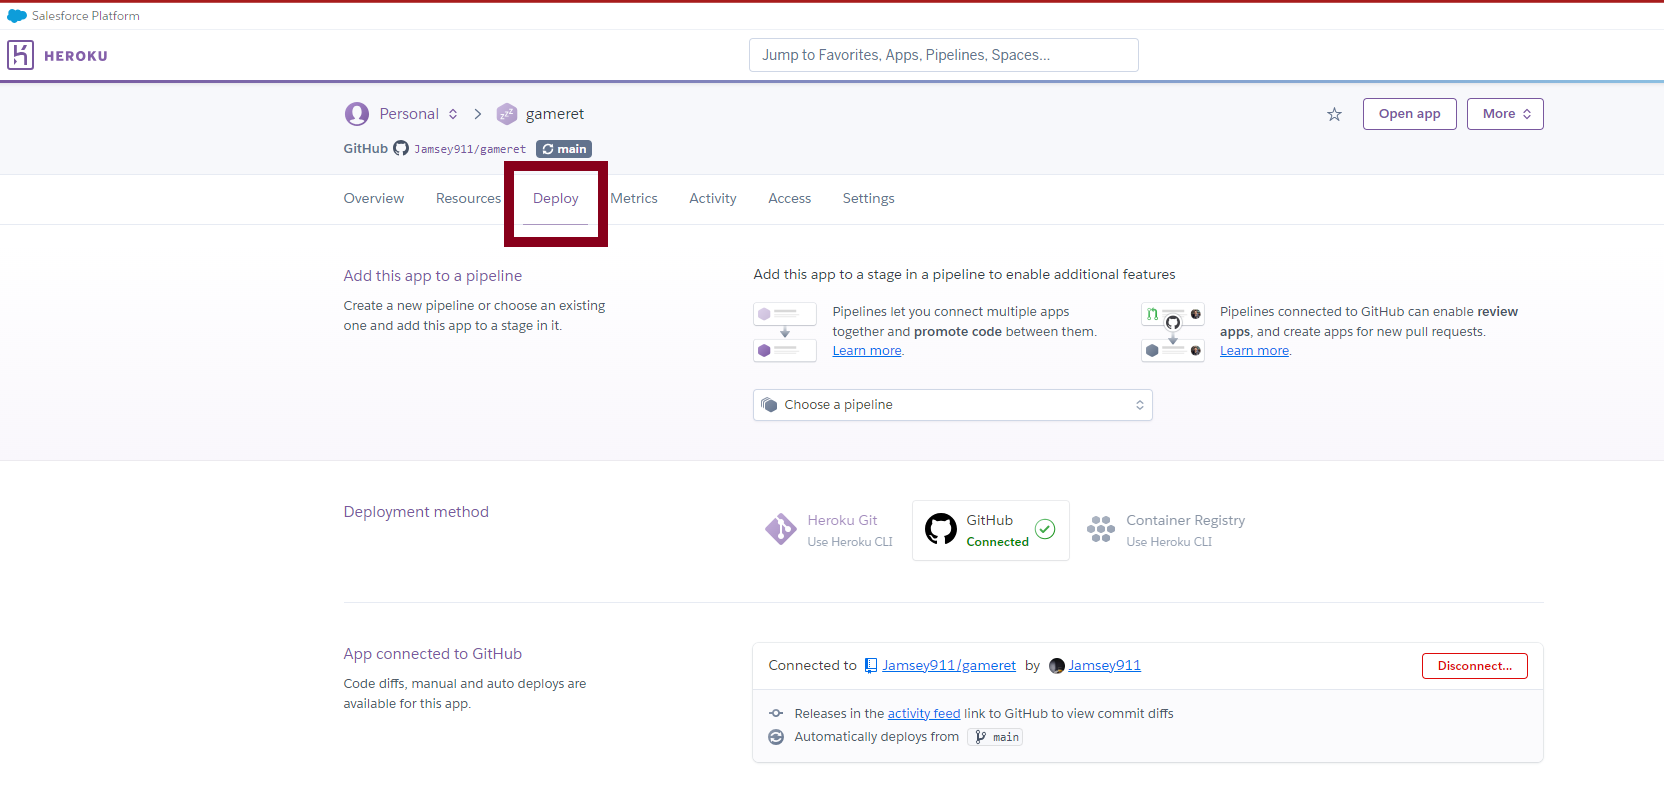 Salesforce Platform
HEROKU
Jump to Favorites, Apps, Pipelines, Spaces...
Personal
gameret
Open app
More
GitHub Jamsey911/gameret main
Overview Resources Deploy Metrics Activity Access Settings
Add this app to a pipeline
Create a new pipeline or choose an existing
one and add this app to a stage in it.
Add this app to a stage in a pipeline to enable additional features
Pipelines let you connect multiple apps
together and promote code between them.
Learn more.
Pipelines connected to GitHub can enable review
apps, and create apps for new pull requests.
Learn more.
Choose a pipeline
Deployment method
Heroku Git
Use Heroku CLI
GitHub
Connected
Container Registry
Use Heroku CLI
App connected to GitHub
Code diffs, manual and auto deploys are
available for this app.
Connected to Jamsey911/gameret by Jamsey911
Disconnect...
Releases in the activity feed link to GitHub to view commit diffs
Automatically deploys from main